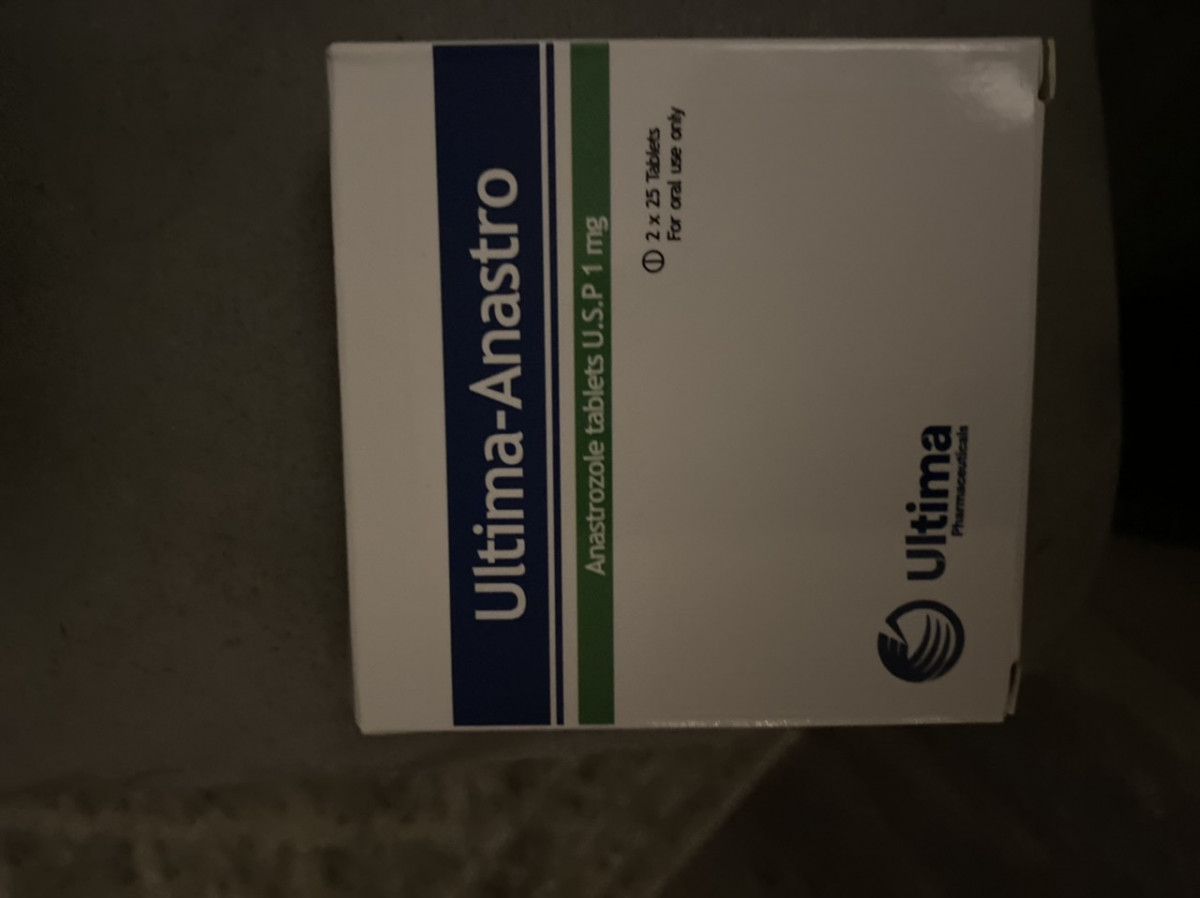 Ultima-Anastro
Anastrozole tablets U.S.P 1 mg
2 x 25 Tablets
For oral use only
Ultima
Pharmaceuticals